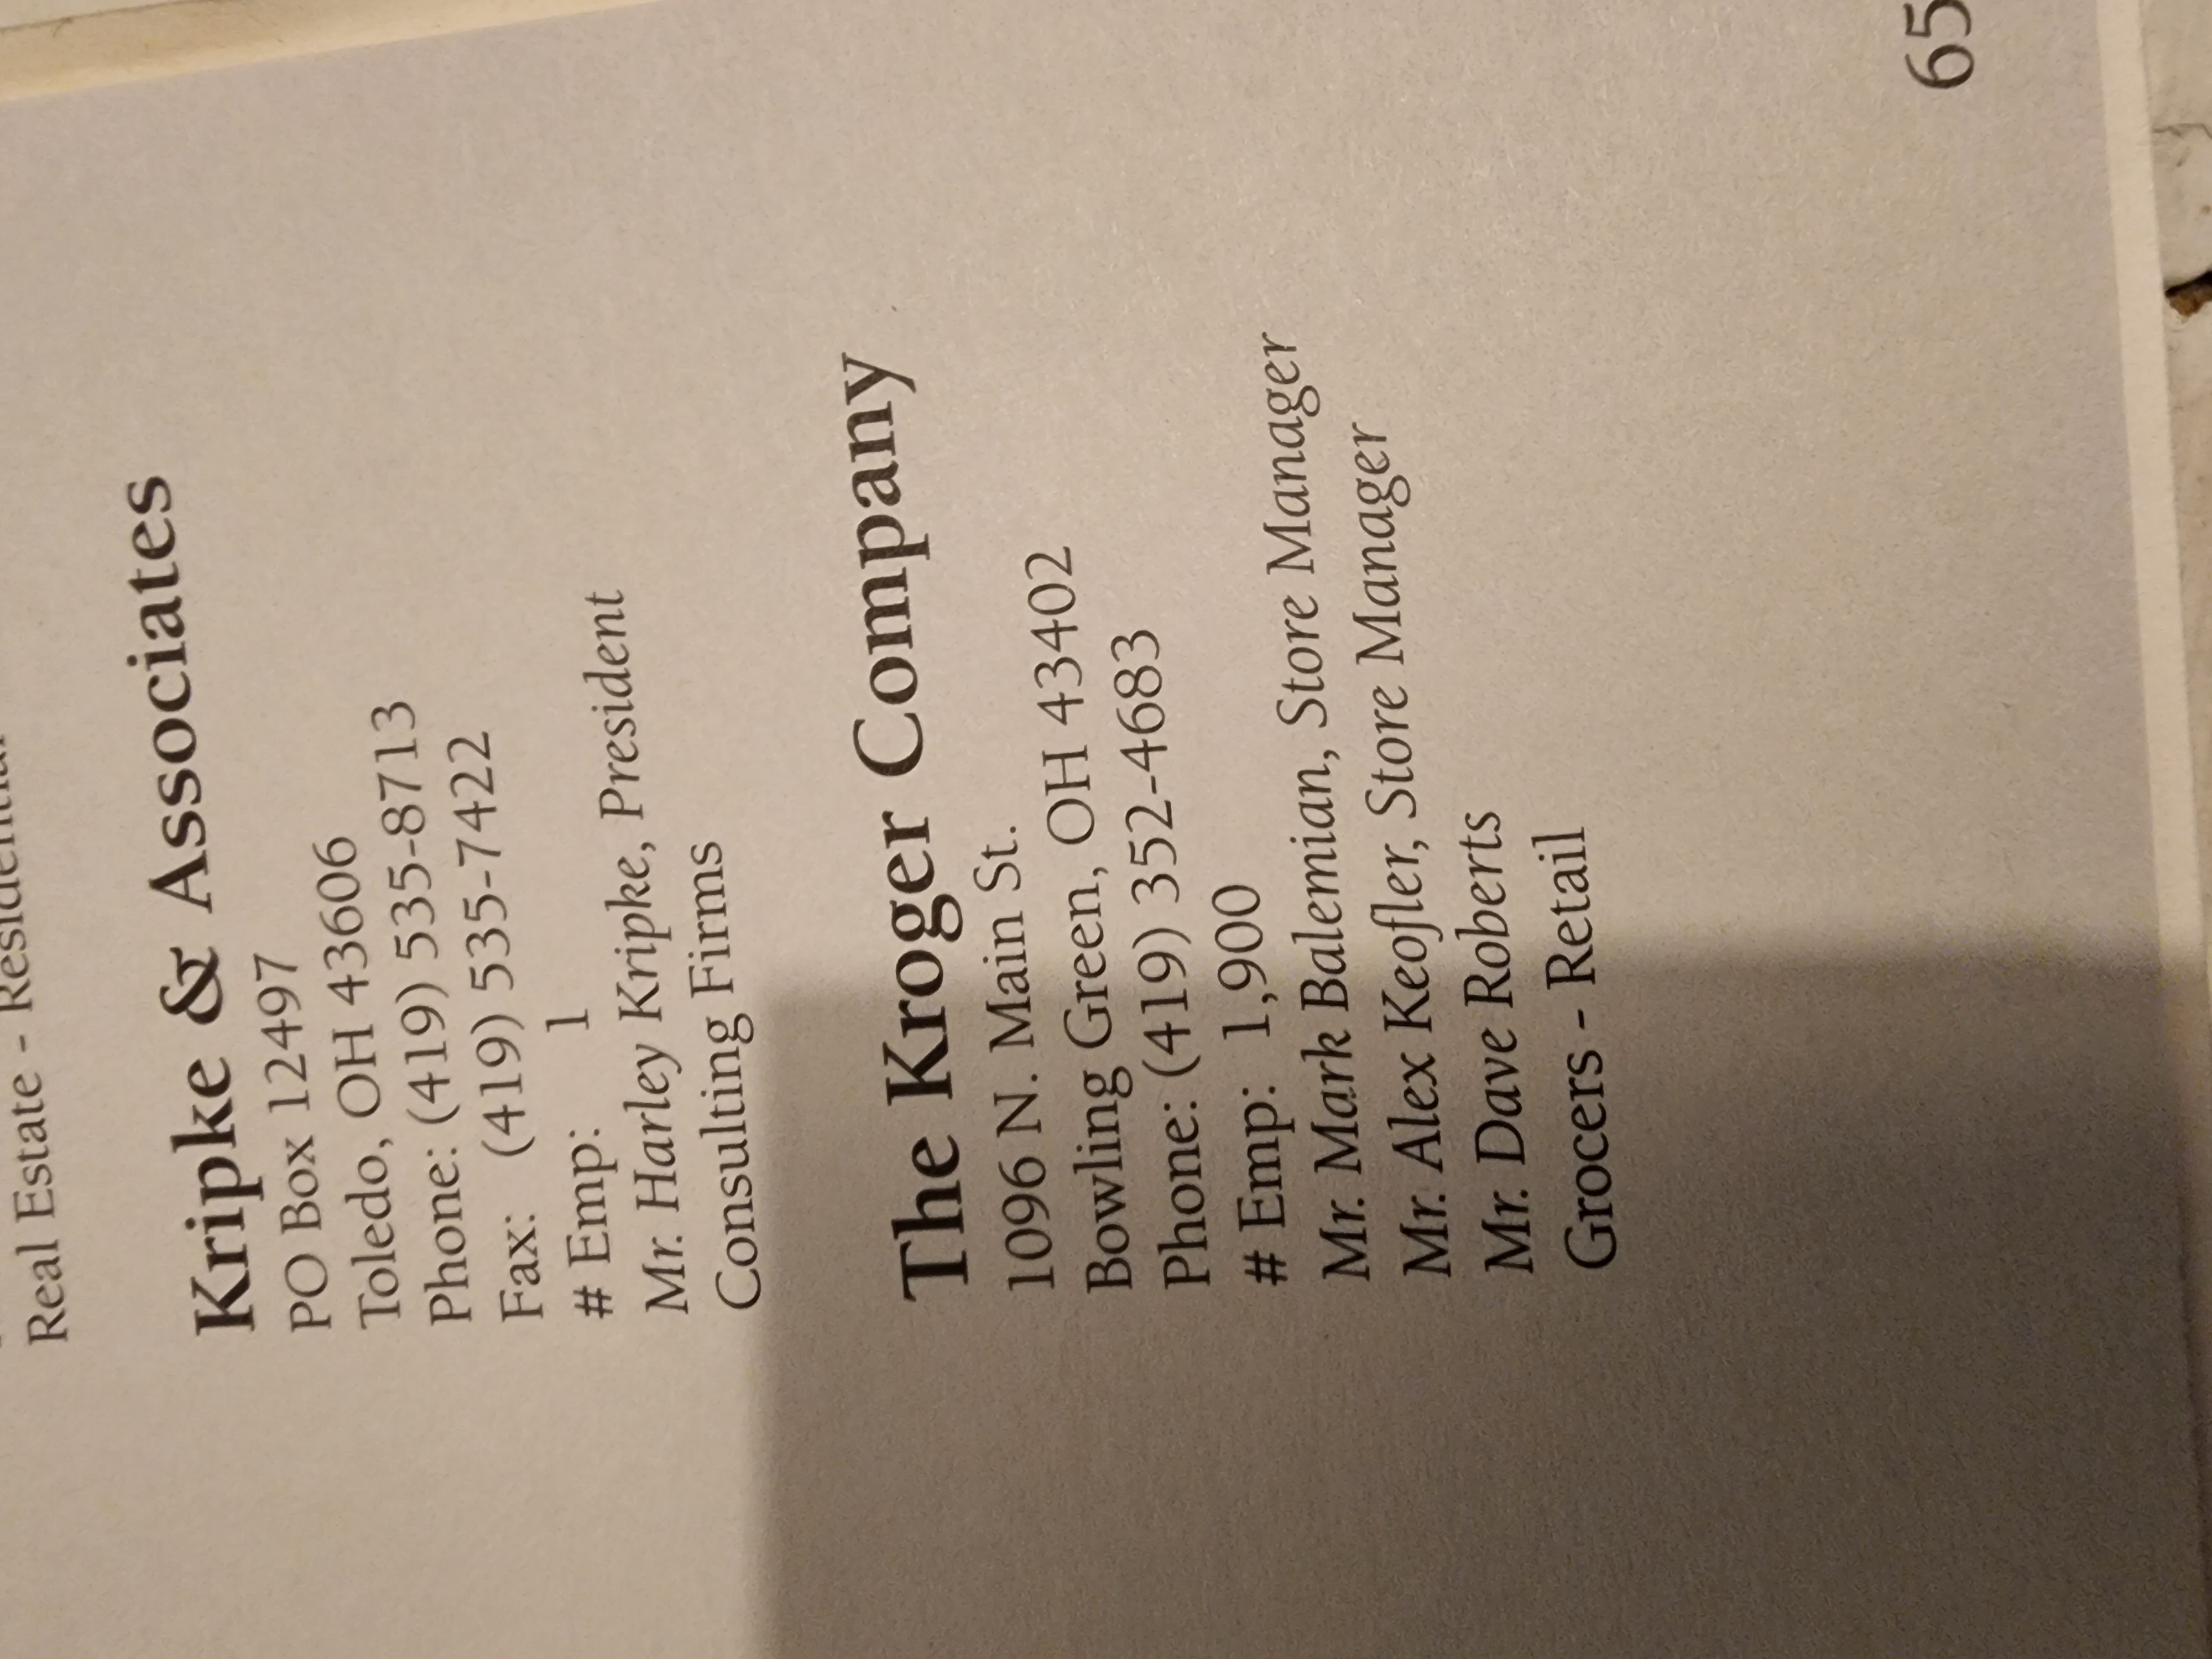 Real Estate - Residential
Kripke & Associates
PO Box 12497
Toledo, OH 43606
Phone: (419) 535-8713
Fax: (419) 535-7422
# Emp: 1
Mr. Harley Kripke, President
Consulting Firms
The Kroger Company
1096 N. Main St.
Bowling Green, OH 43402
Phone: (419) 352-4683
# Emp: 1,900
Mr. Mark Balemian, Store Manager
Mr. Alex Keofler, Store Manager
Mr. Dave Roberts
Grocers - Retail
65